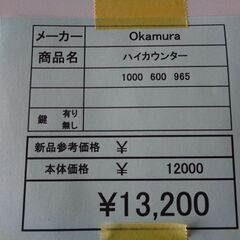 メーカー Okamura
商品名 ハイカウンター
1000 600 965
鍵 有り
無し
新品参考価格 ¥
本体価格 ¥ 12000
¥13,200